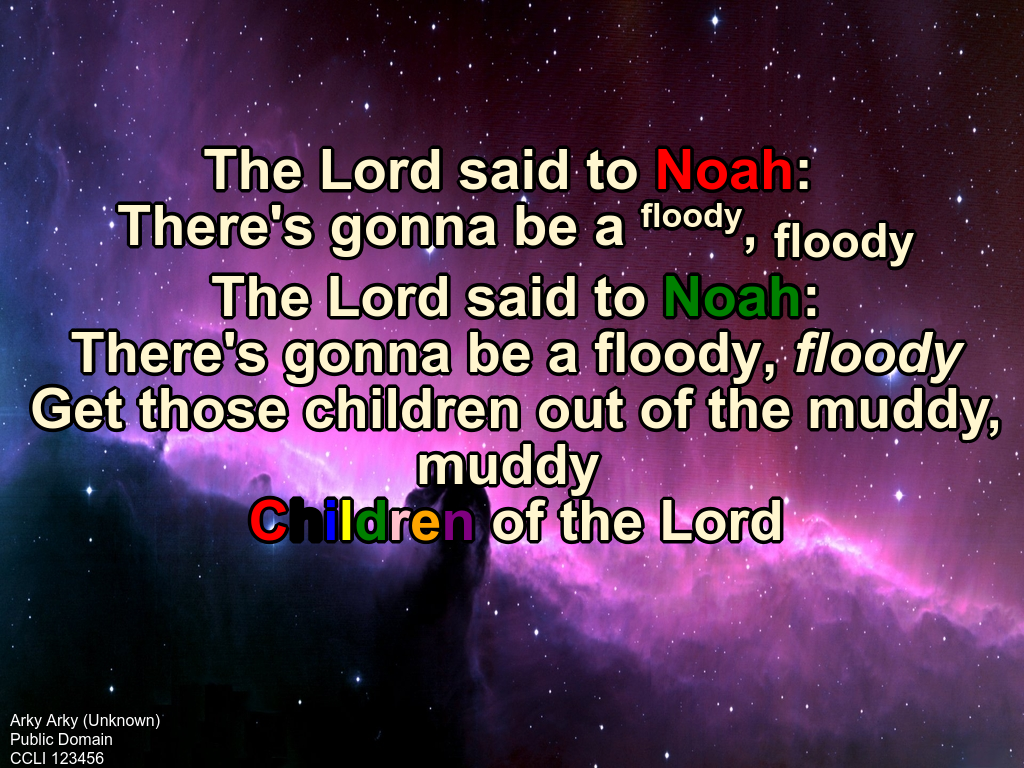 The Lord said to Noah:
There's gonna be a floody, floody
The Lord said to Noah:
There's gonna be a floody, floody
Get those children out of the muddy,
muddy
Children of the Lord
Arky Arky (Unknown)
Public Domain
CCLI 123456